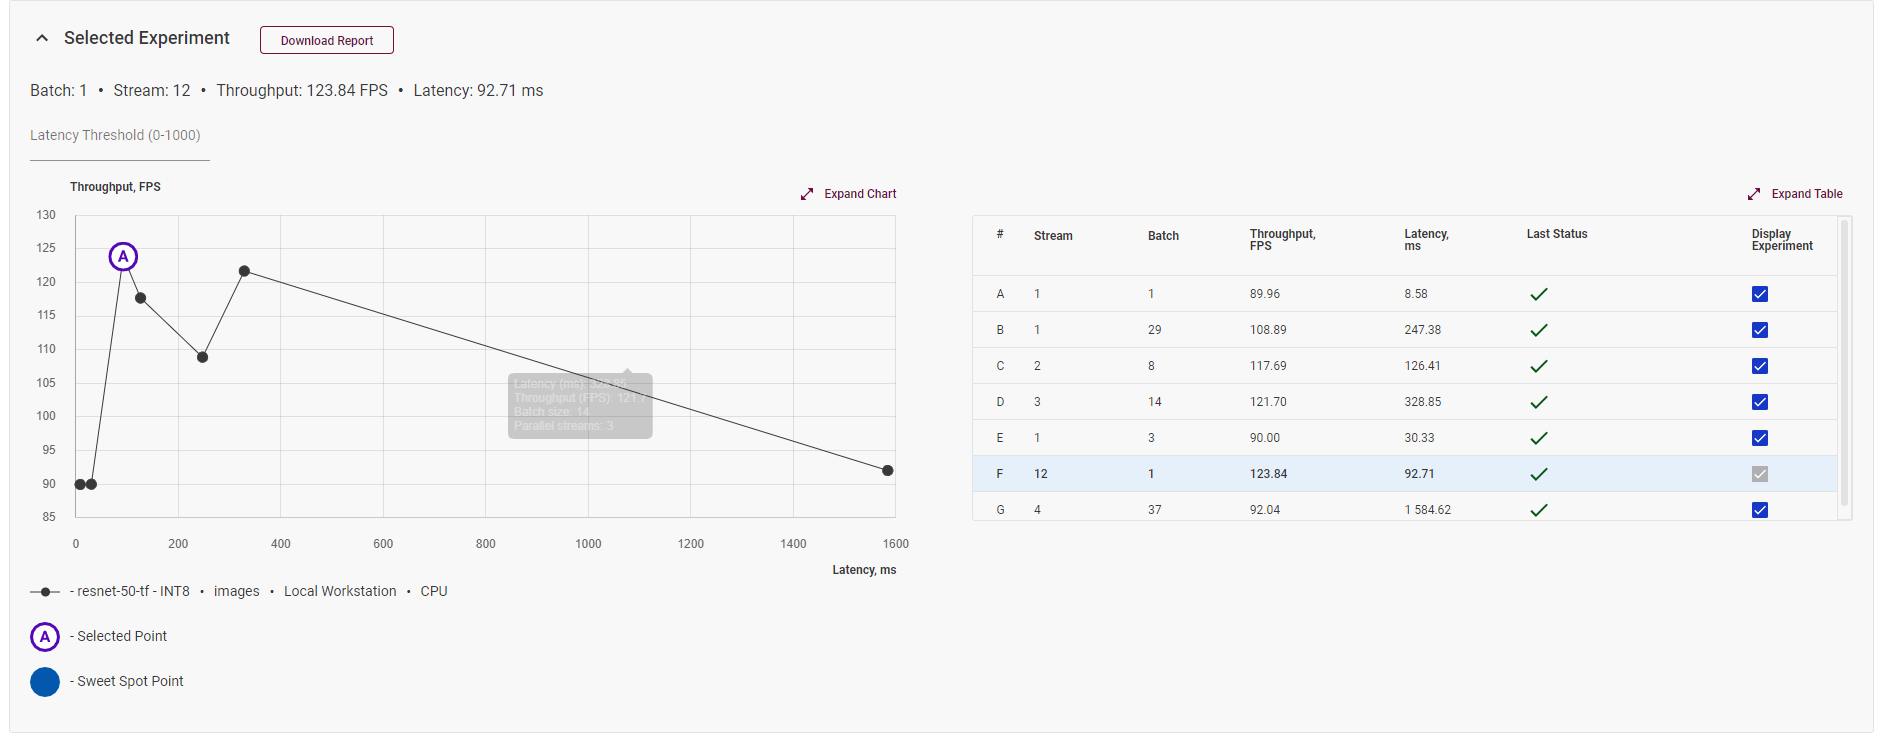 Selected Experiment
Download Report
Batch: 1 • Stream: 12 • Throughput: 123.84 FPS • Latency: 92.71 ms
Latency Threshold (0-1000)
Throughput, FPS
Expand Chart
130
125
120
115
110
105
100
95
90
85
A
Latency (ms): 328.85
Throughput (FPS): 121.7
Batch size: 14
Parallel streams: 3
0 200 400 600 800 1000 1200 1400 1600
Latency, ms
- resnet-50-tf - INT8 • images • Local Workstation • CPU
A - Selected Point
- Sweet Spot Point
Expand Table
# Stream Batch Throughput, FPS Latency, ms Last Status Display Experiment
A 1 1 89.96 8.58
B 1 29 108.89 247.38
C 2 8 117.69 126.41
D 3 14 121.70 328.85
E 1 3 90.00 30.33
F 12 1 123.84 92.71
G 4 37 92.04 1 584.62